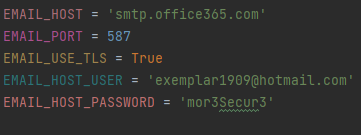 EMAIL_HOST = 'smtp.office365.com'
EMAIL_PORT = 587
EMAIL_USE_TLS = True
EMAIL_HOST_USER = 'exemplar1909@hotmail.com'
EMAIL_HOST_PASSWORD = 'mor3Secur3'